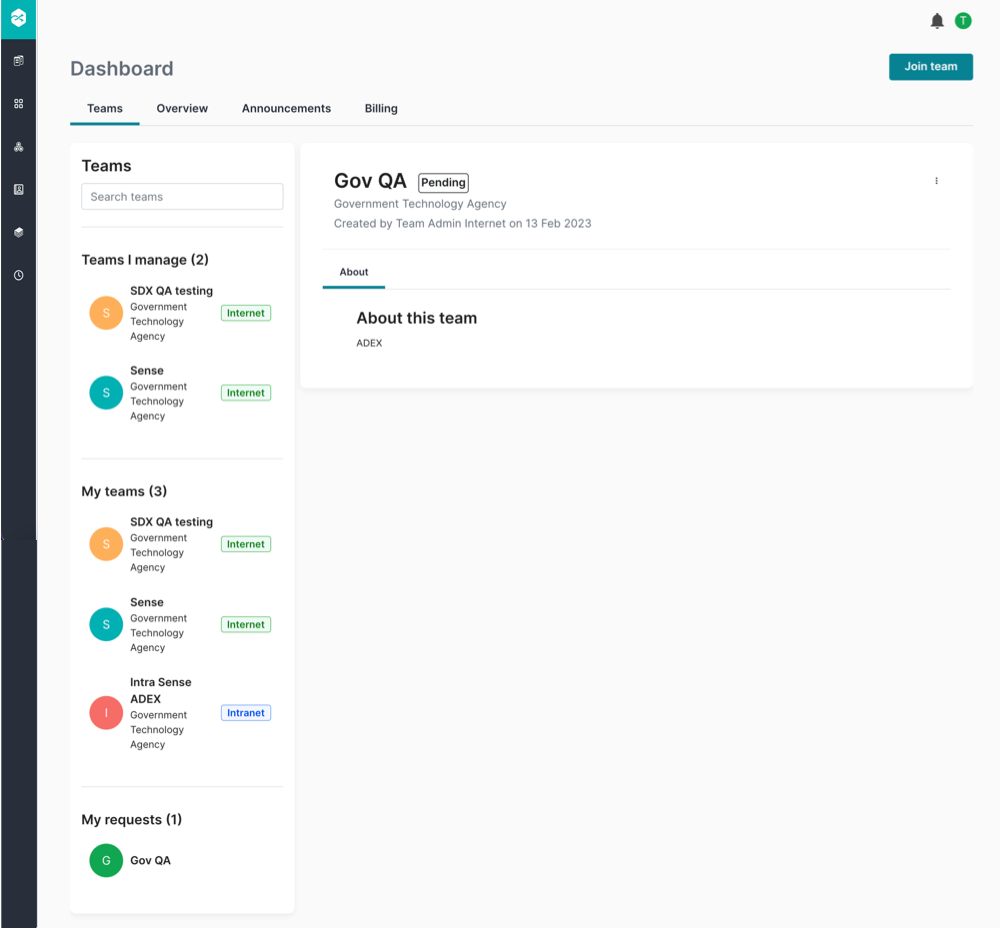 T
Dashboard
Join team
Teams
Overview
Announcements
Billing
Teams
Search teams
Teams I manage (2)
S
SDX QA testing
Government
Technology
Agency
Internet
S
Sense
Government
Technology
Agency
Internet
My teams (3)
S
SDX QA testing
Government
Technology
Agency
Internet
S
Sense
Government
Technology
Agency
Internet
I
Intra Sense
ADEX
Government
Technology
Agency
Intranet
My requests (1)
G
Gov QA
Gov QA Pending
Government Technology Agency
Created by Team Admin Internet on 13 Feb 2023
About
About this team
ADEX